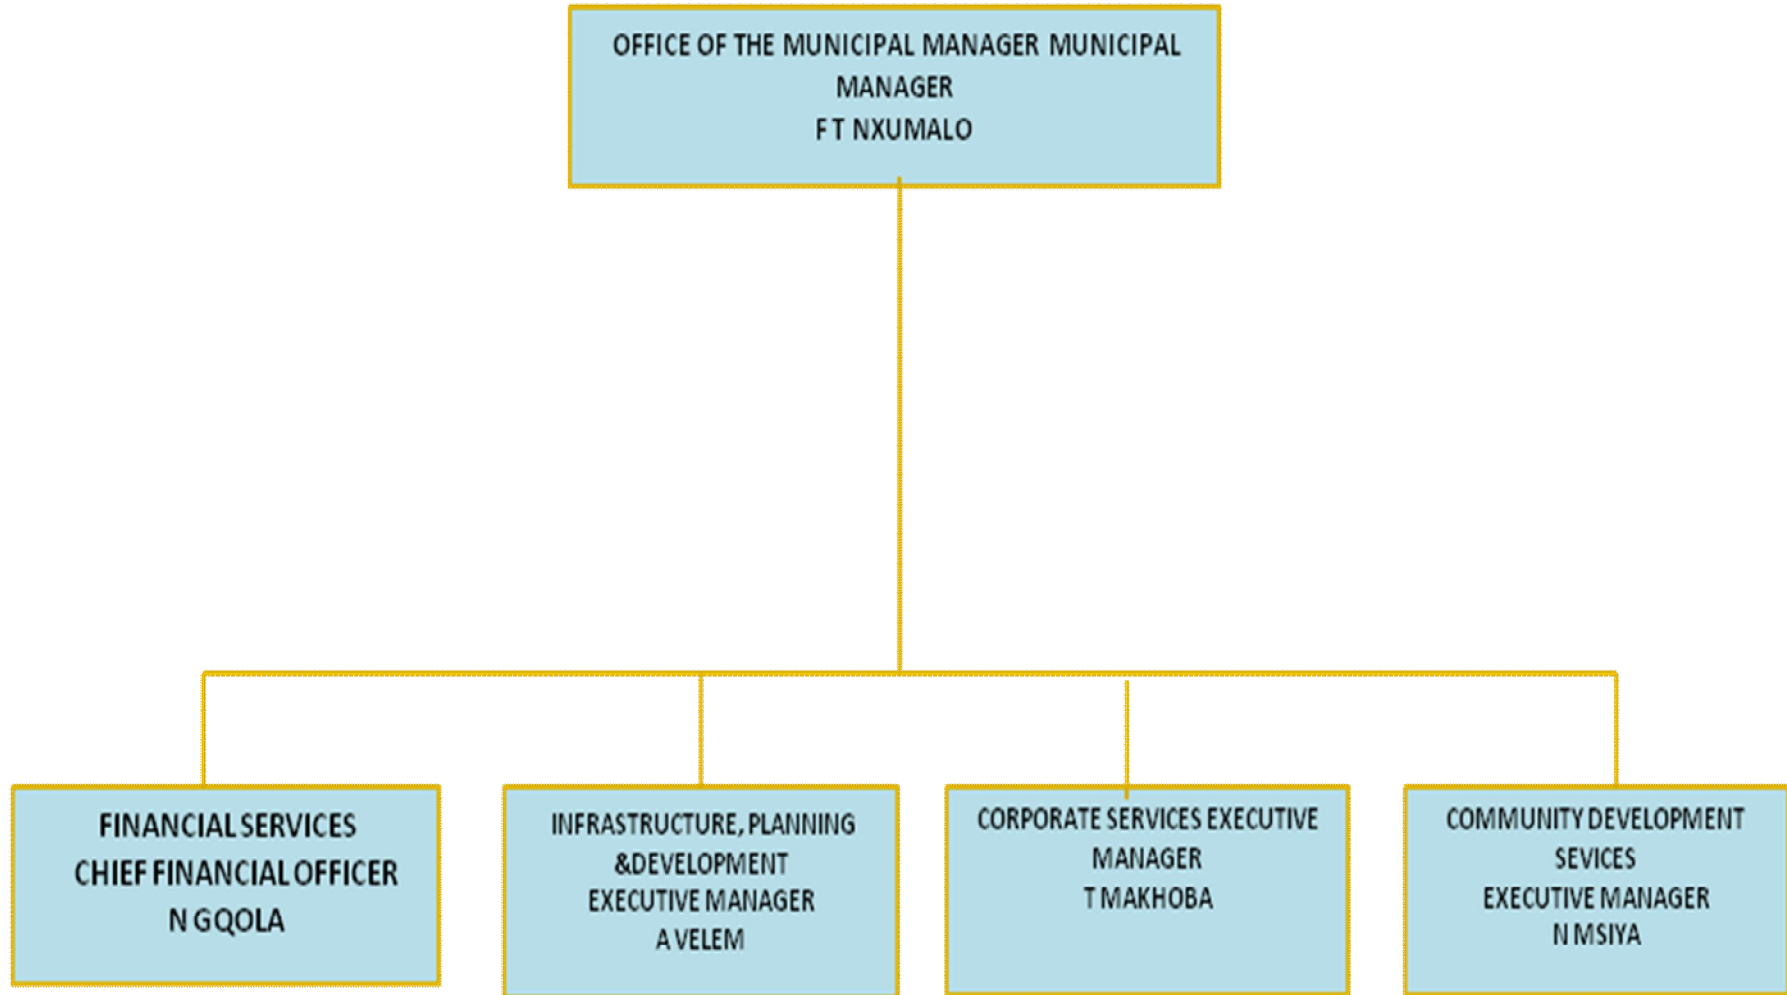 OFFICE OF THE MUNICIPAL MANAGER MUNICIPAL
MANAGER
F T NXUMALO
FINANCIAL SERVICES
CHIEF FINANCIAL OFFICER
N GQOLA
INFRASTRUCTURE, PLANNING
&DEVELOPMENT
EXECUTIVE MANAGER
A VELEM
CORPORATE SERVICES EXECUTIVE
MANAGER
T MAKHOBA
COMMUNITY DEVELOPMENT
SEVICES
EXECUTIVE MANAGER
N MSIYA